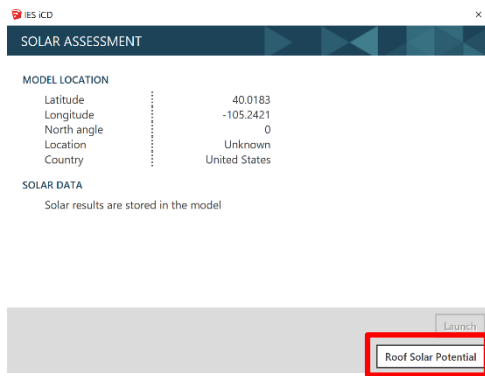 IES iCD
SOLAR ASSESSMENT
MODEL LOCATION
Latitude 40.0183
Longitude -105.2421
North angle 0
Location Unknown
Country United States
SOLAR DATA
Solar results are stored in the model
Launch
Roof Solar Potential